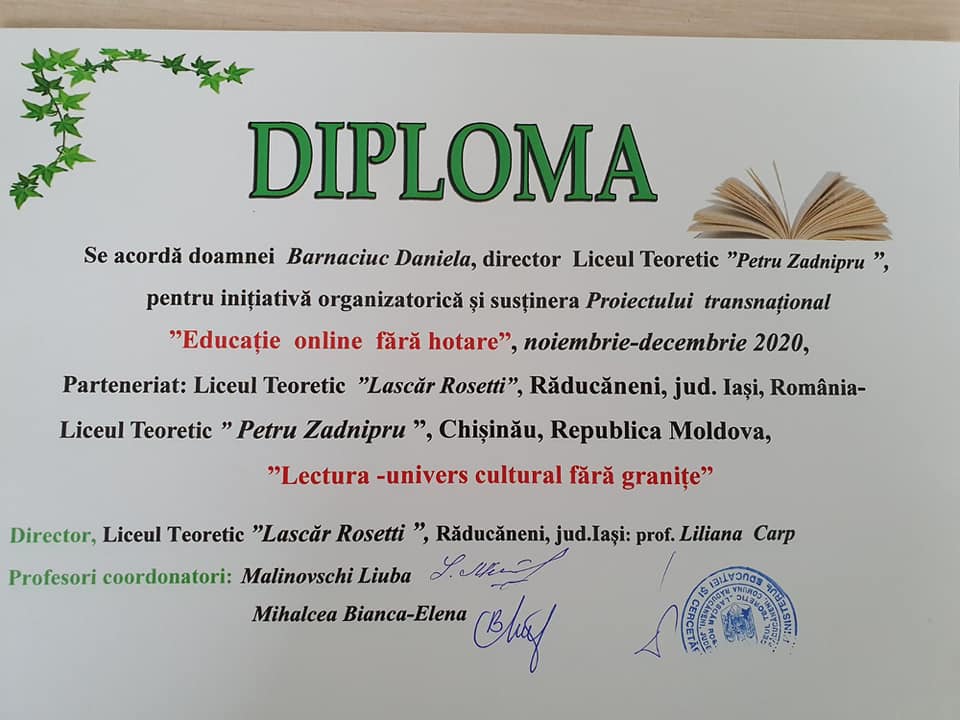 DIPLOMA
Se acordă doamnei Barnaciuc Daniela, director Liceul Teoretic ”Petru Zadnipru ”,
pentru inițiativă organizatorică și susținera Proiectului transnațional
”Educație online fără hotare”, noiembrie-decembrie 2020,
Parteneriat: Liceul Teoretic ”Lascăr Rosetti”, Răducăneni, jud. Iași, România-
Liceul Teoretic ” Petru Zadnipru ”, Chișinău, Republica Moldova,
”Lectura -univers cultural fără granițe”
Director, Liceul Teoretic ”Lascăr Rosetti ”, Răducăneni, jud.Iași: prof. Liliana Carp
Profesori coordonatori: Malinovschi Liuba
Mihalcea Bianca-Elena